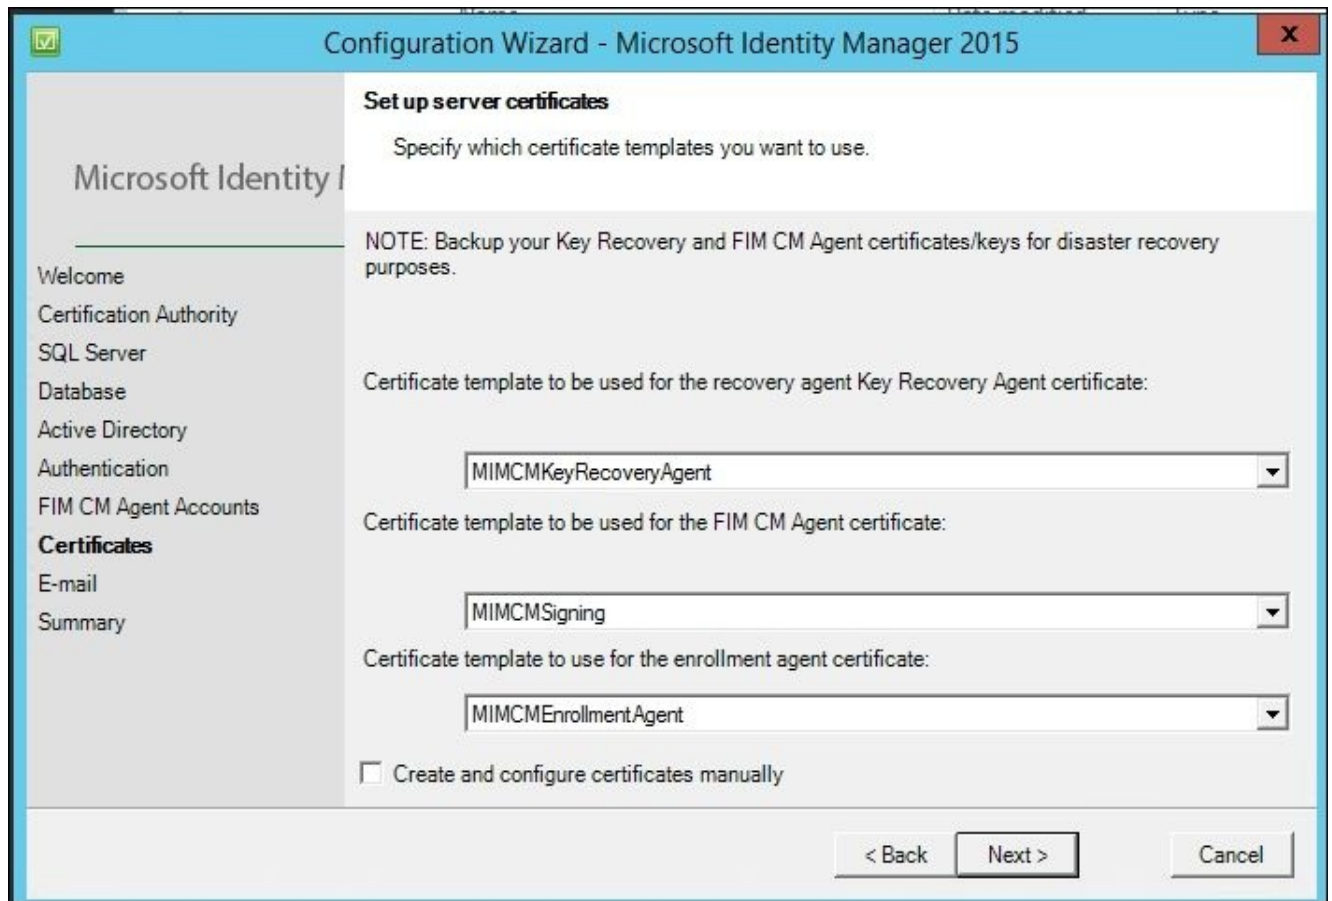 Configuration Wizard - Microsoft Identity Manager 2015
x
Set up server certificates
Specify which certificate templates you want to use.
Microsoft Identity
NOTE: Backup your Key Recovery and FIM CM Agent certificates/keys for disaster recovery
purposes.
Welcome
Certification Authority
SQL Server
Database
Active Directory
Authentication
FIM CM Agent Accounts
Certificates
E-mail
Summary
Certificate template to be used for the recovery agent Key Recovery Agent certificate:
MIMCMKeyRecoveryAgent
Certificate template to be used for the FIM CM Agent certificate:
MIMCMSigning
Certificate template to use for the enrollment agent certificate:
MIMCMEnrollmentAgent
Create and configure certificates manually
< Back
Next >
Cancel